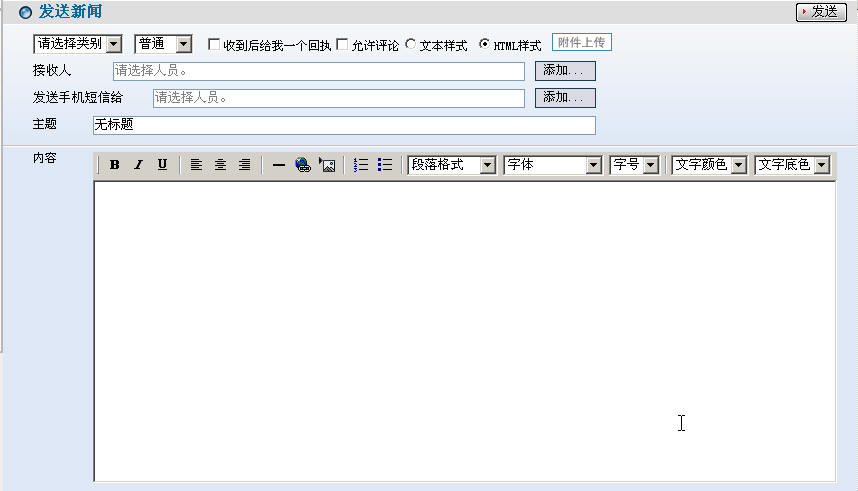 发送新闻 发送
请选择类别 普通 收到后给我一个回执 允许评论 文本样式 HTML样式 附件上传
接收人 请选择人员。 添加...
发送手机短信给 请选择人员。 添加...
主题 无标题
内容 B I U 段落格式 字体 字号 文字颜色 文字底色